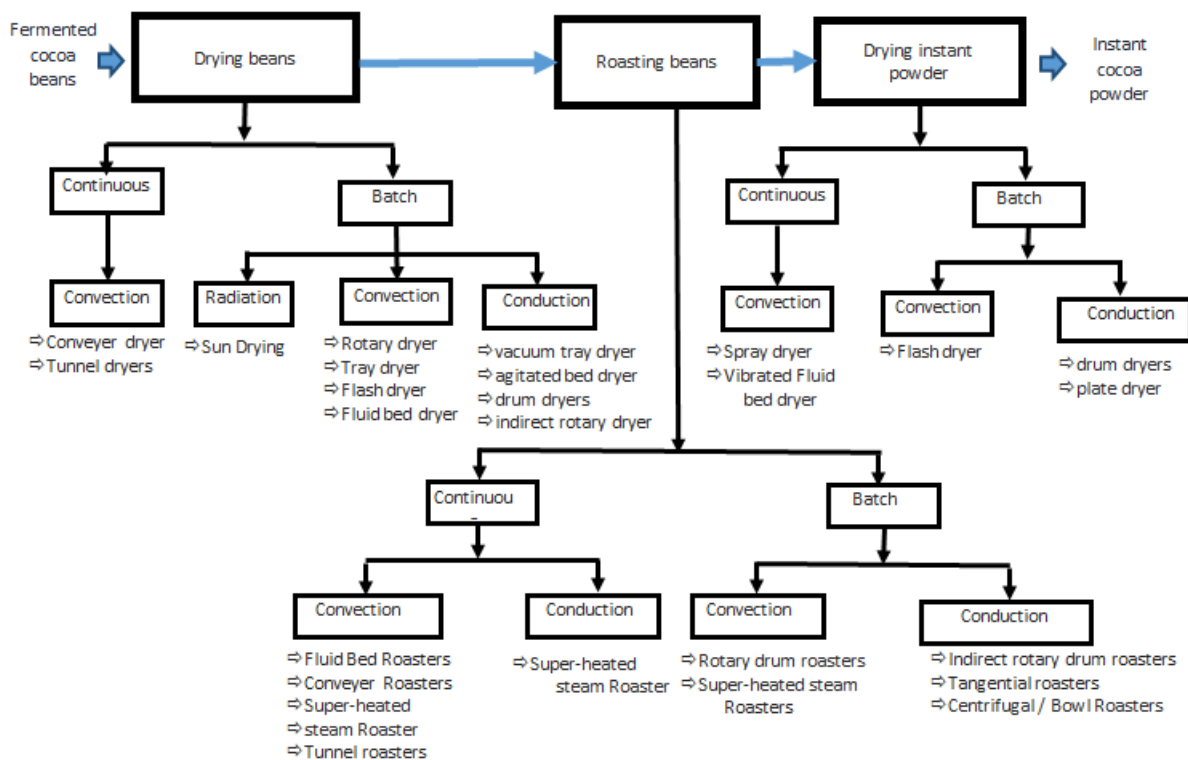 Fermented
cocoa
beans
Drying beans
Roasting beans
Drying instant
powder
Instant
cocoa
powder
Continuous
Batch
Convection
⇨Conveyer dryer
⇨Tunnel dryers
Radiation
⇨Sun Drying
Convection
⇨Rotary dryer
⇨Tray dryer
⇨Flash dryer
⇨Fluid bed dryer
Conduction
⇨vacuum tray dryer
⇨agitated bed dryer
⇨drum dryers
⇨indirect rotary dryer
Continuous
Batch
Convection
⇨Spray dryer
⇨Vibrated Fluid
bed dryer
Convection
⇨Flash dryer
Conduction
⇨drum dryers
⇨plate dryer
Continuou
Batch
Convection
⇨Fluid Bed Roasters
⇨Conveyer Roasters
⇨Super-heated
⇨steam Roaster
⇨Tunnel roasters
Conduction
⇨Super-heated
steam Roaster
Convection
⇨Rotary drum roasters
⇨Super-heated steam
Roasters
Conduction
⇨Indirect rotary drum roasters
⇨Tangential roasters
⇨Centrifugal / Bowl Roasters